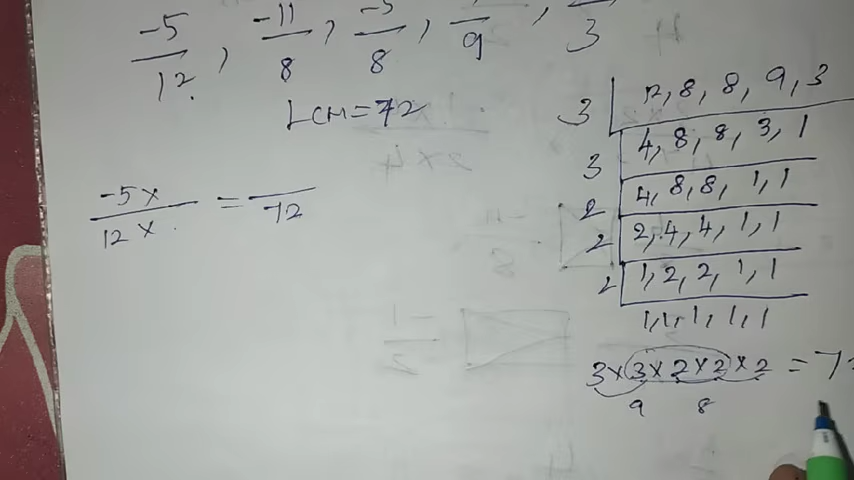 -5/12, -11/8, -5/8, /9, /3
LCM=72
-5×/12× = /72
3 | 12, 8, 8, 9, 3
3 | 4, 8, 8, 3, 1
2 | 4, 8, 8, 1, 1
2 | 2, 4, 4, 1, 1
2 | 1, 2, 2, 1, 1
1, 1, 1, 1, 1
3×3×2×2×2 = 7
9 8